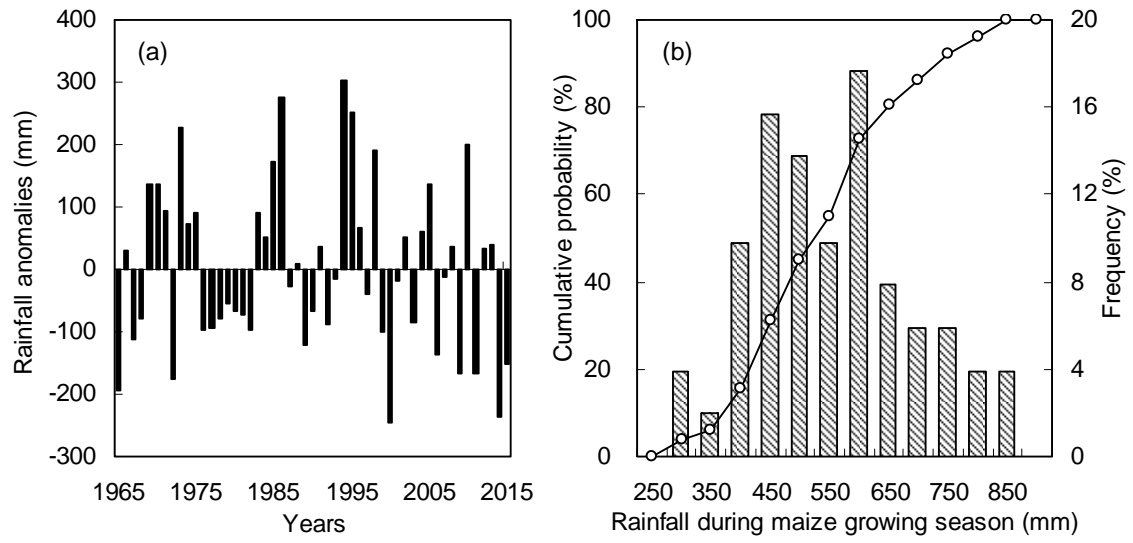 (a)
Rainfall anomalies (mm)
400
300
200
100
0
-100
-200
-300
1965 1975 1985 1995 2005 2015
Years
(b)
Cumulative probability (%)
100
80
60
40
20
0
Frequency (%)
20
16
12
8
4
0
250 350 450 550 650 750 850
Rainfall during maize growing season (mm)